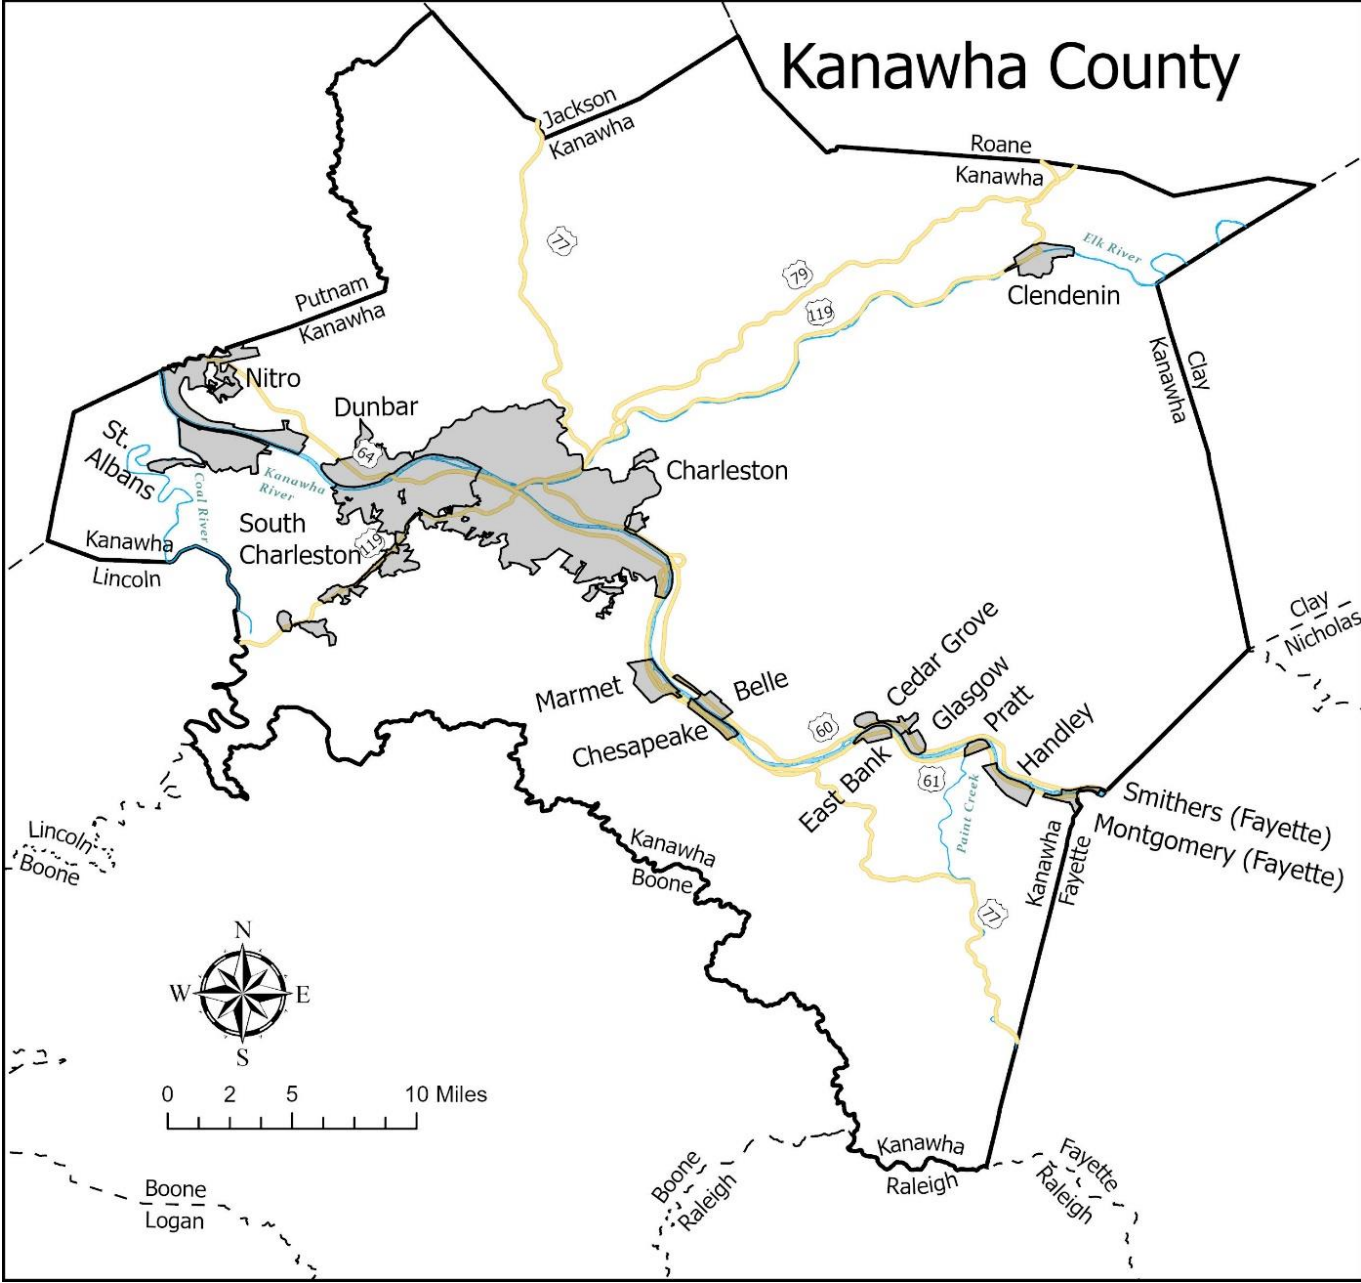 Kanawha County
Jackson
Kanawha
Roane
Kanawha
77
Elk River
79
119
Clendenin
Putnam
Kanawha
Clay
Kanawha
Nitro
Dunbar
St.
Albans
64
Charleston
Coal River
Kanawha
River
South
Charleston
119
Kanawha
Lincoln
Clay
Nicholas
Cedar Grove
Glasgow
Pratt
Handley
Marmet
Belle
Chesapeake
60
East Bank
61
Paint Creek
Smithers (Fayette)
Montgomery (Fayette)
Kanawha
Fayette
Lincoln
Boone
Kanawha
Boone
77
N
W
E
S
0 2 5 10 Miles
Kanawha
Raleigh
Boone
Raleigh
Fayette
Raleigh
Boone
Logan